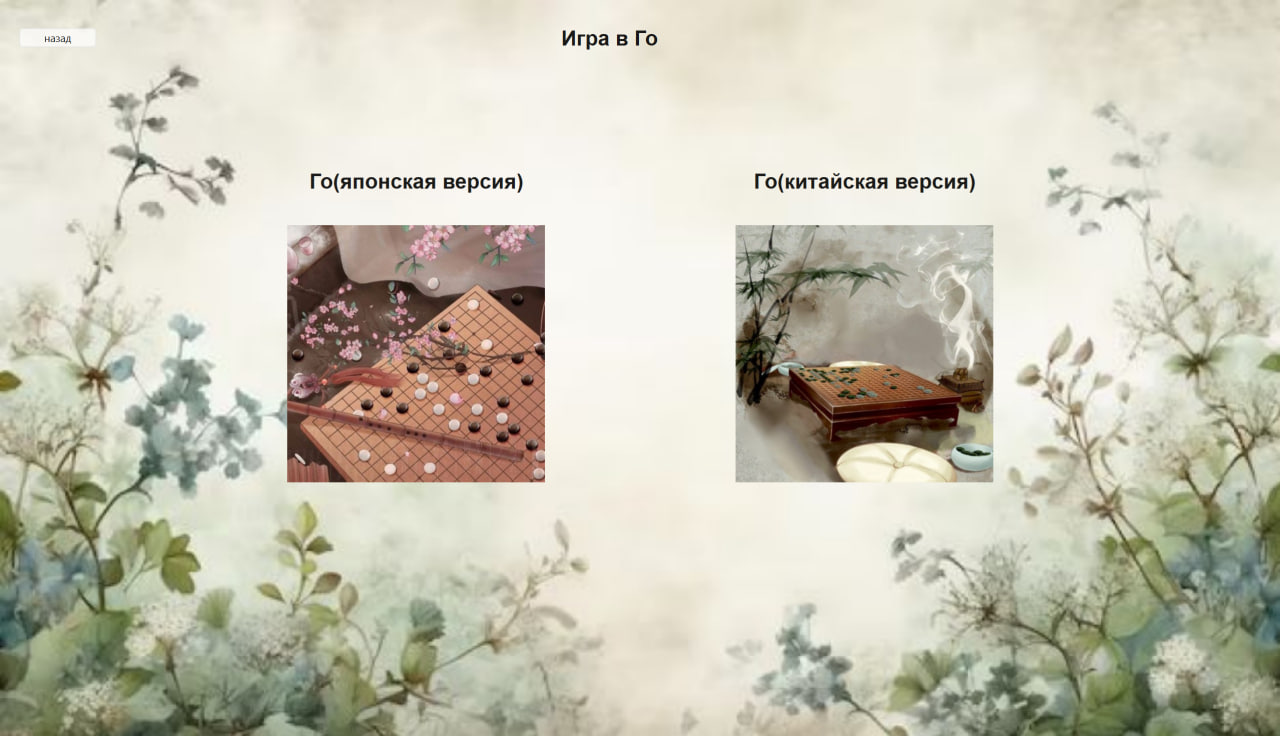 назад
Игра в Го
Го(японская версия)
Го(китайская версия)